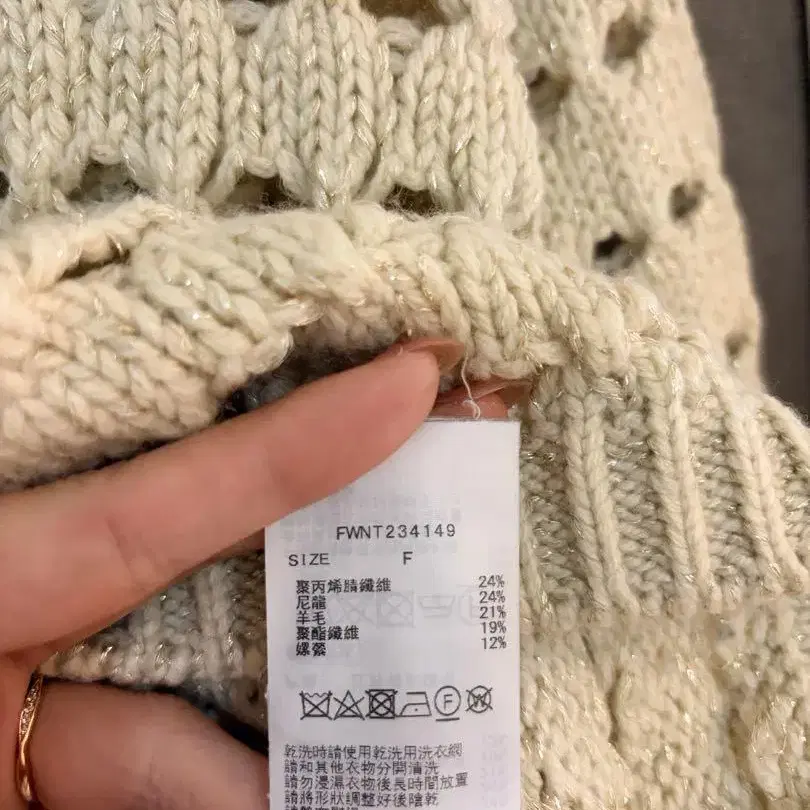 FWNT234149
SIZE F
聚丙烯腈纖維 24%
尼龍 24%
羊毛 21%
聚酯纖維 19%
嫘縈 12%
F W
乾洗時請使用乾洗用洗衣網
請和其他衣物分開清洗
請勿浸濕衣物後長時間放置
請將形狀調整好後陰乾